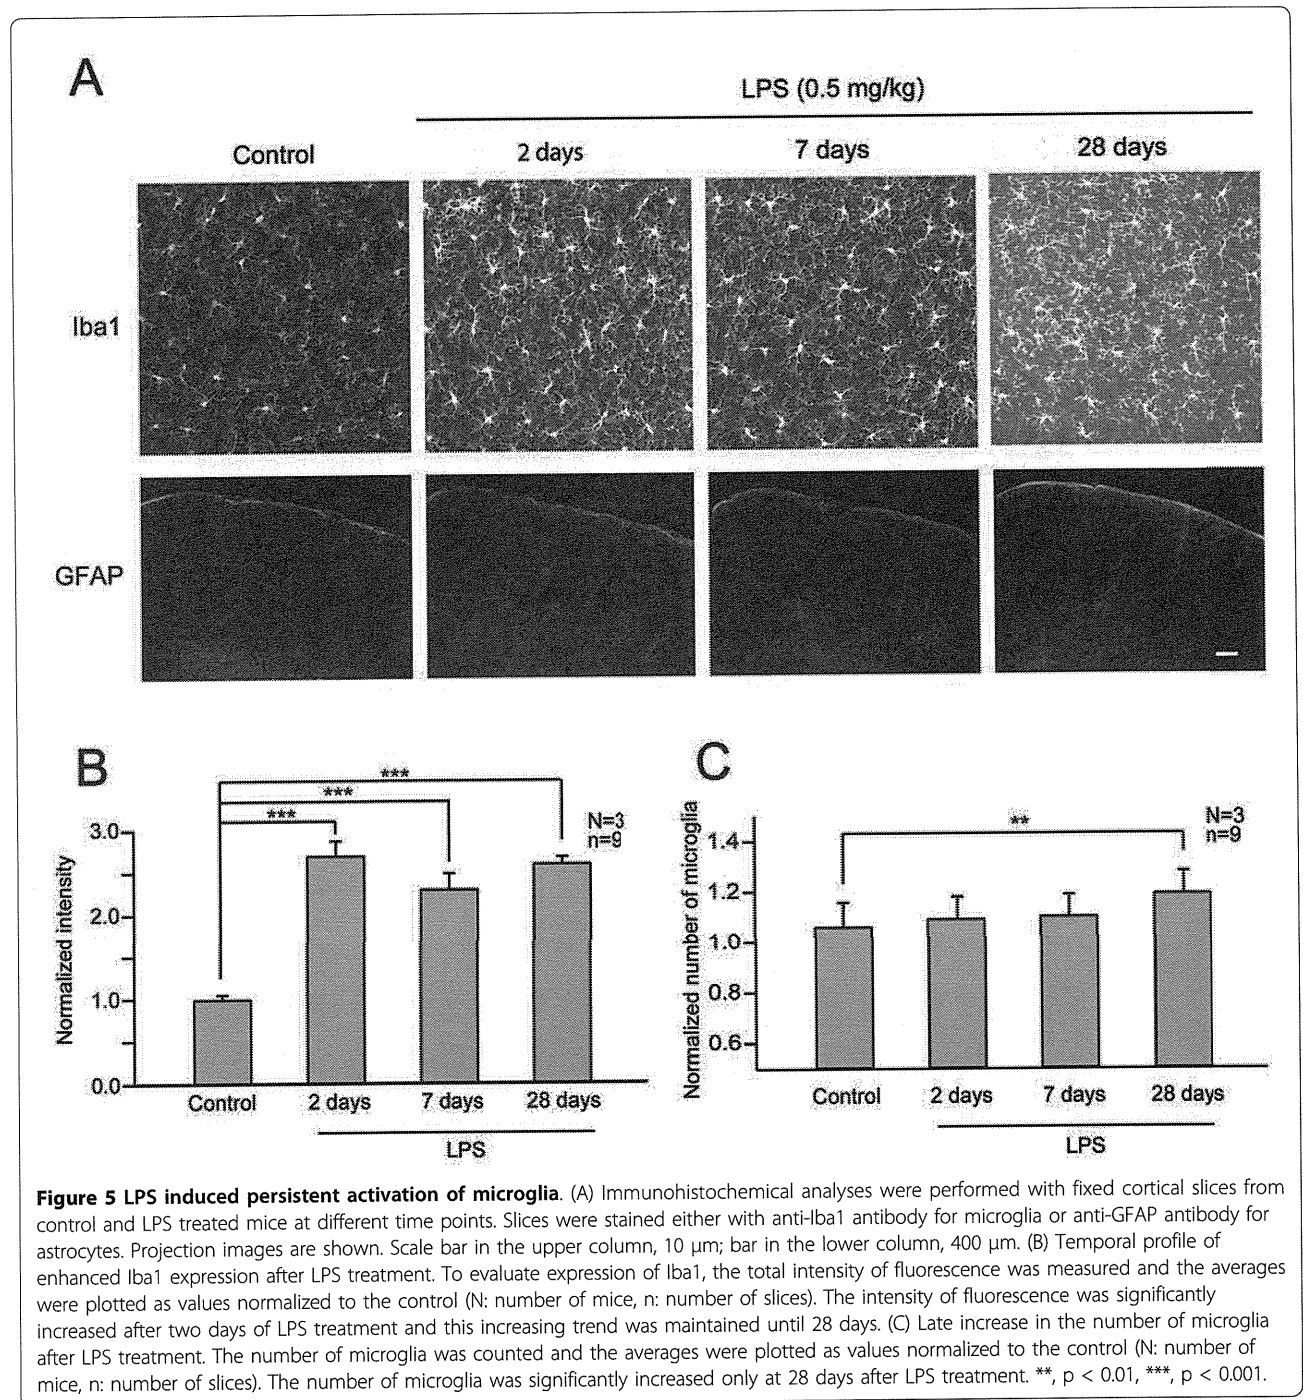 A
LPS (0.5 mg/kg)
Control
2 days
7 days
28 days
Iba1
GFAP
B
***
***
***
N=3
n=9
Normalized intensity
3.0
2.0
1.0
0.0
Control
2 days
7 days
28 days
LPS
C
**
N=3
n=9
Normalized number of microglia
1.4
1.2
1.0
0.8
0.6
Control
2 days
7 days
28 days
LPS
Figure 5 LPS induced persistent activation of microglia. (A) Immunohistochemical analyses were performed with fixed cortical slices from
control and LPS treated mice at different time points. Slices were stained either with anti-Iba1 antibody for microglia or anti-GFAP antibody for
astrocytes. Projection images are shown. Scale bar in the upper column, 10 μm; bar in the lower column, 400 μm. (B) Temporal profile of
enhanced Iba1 expression after LPS treatment. To evaluate expression of Iba1, the total intensity of fluorescence was measured and the averages
were plotted as values normalized to the control (N: number of mice, n: number of slices). The intensity of fluorescence was significantly
increased after two days of LPS treatment and this increasing trend was maintained until 28 days. (C) Late increase in the number of microglia
after LPS treatment. The number of microglia was counted and the averages were plotted as values normalized to the control (N: number of
mice, n: number of slices). The number of microglia was significantly increased only at 28 days after LPS treatment. **, p < 0.01, ***, p < 0.001.